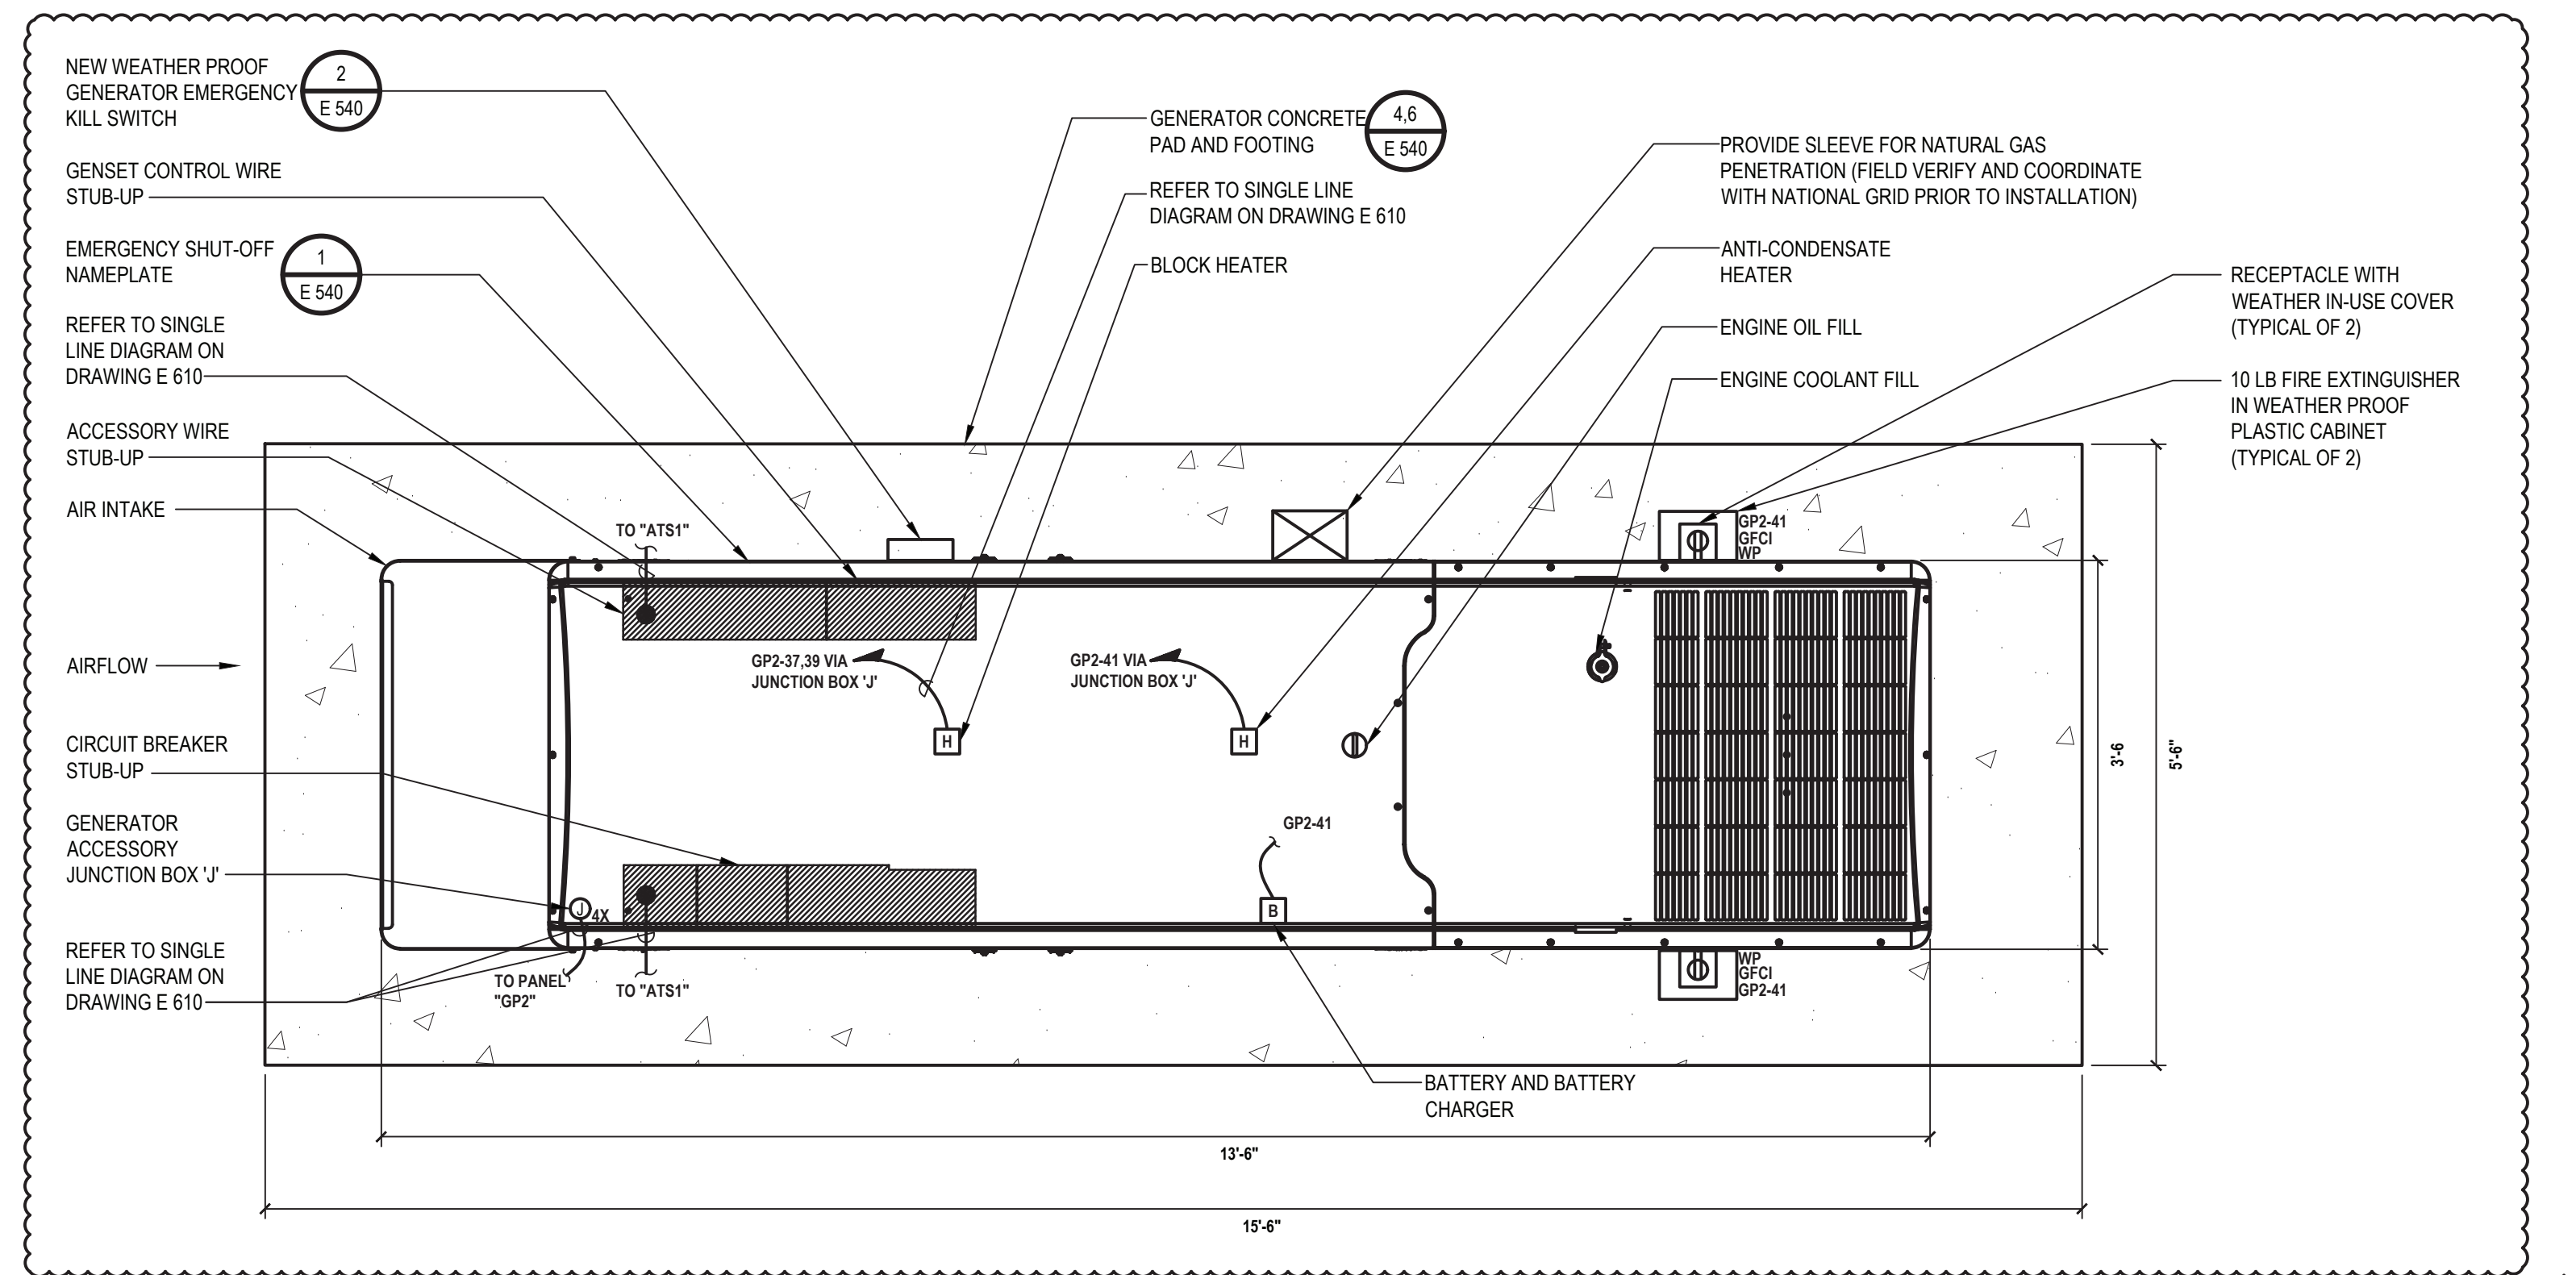 NEW WEATHER PROOF
GENERATOR EMERGENCY
KILL SWITCH
2
E 540
GENSET CONTROL WIRE
STUB-UP
EMERGENCY SHUT-OFF
NAMEPLATE
1
E 540
REFER TO SINGLE
LINE DIAGRAM ON
DRAWING E 610
ACCESSORY WIRE
STUB-UP
AIR INTAKE
AIRFLOW
CIRCUIT BREAKER
STUB-UP
GENERATOR
ACCESSORY
JUNCTION BOX 'J'
REFER TO SINGLE
LINE DIAGRAM ON
DRAWING E 610
GENERATOR CONCRETE
PAD AND FOOTING
4,6
E 540
REFER TO SINGLE LINE
DIAGRAM ON DRAWING E 610
BLOCK HEATER
PROVIDE SLEEVE FOR NATURAL GAS
PENETRATION (FIELD VERIFY AND COORDINATE
WITH NATIONAL GRID PRIOR TO INSTALLATION)
ANTI-CONDENSATE
HEATER
ENGINE OIL FILL
ENGINE COOLANT FILL
RECEPTACLE WITH
WEATHER IN-USE COVER
(TYPICAL OF 2)
10 LB FIRE EXTINGUISHER
IN WEATHER PROOF
PLASTIC CABINET
(TYPICAL OF 2)
TO "ATS1"
GP2-41
GFCI
WP
GP2-37,39 VIA
JUNCTION BOX 'J'
H
GP2-41 VIA
JUNCTION BOX 'J'
H
GP2-41
B
J
4X
TO PANEL
"GP2"
TO "ATS1"
WP
GFCI
GP2-41
3'-6
5'-6"
BATTERY AND BATTERY
CHARGER
13'-6"
15'-6"